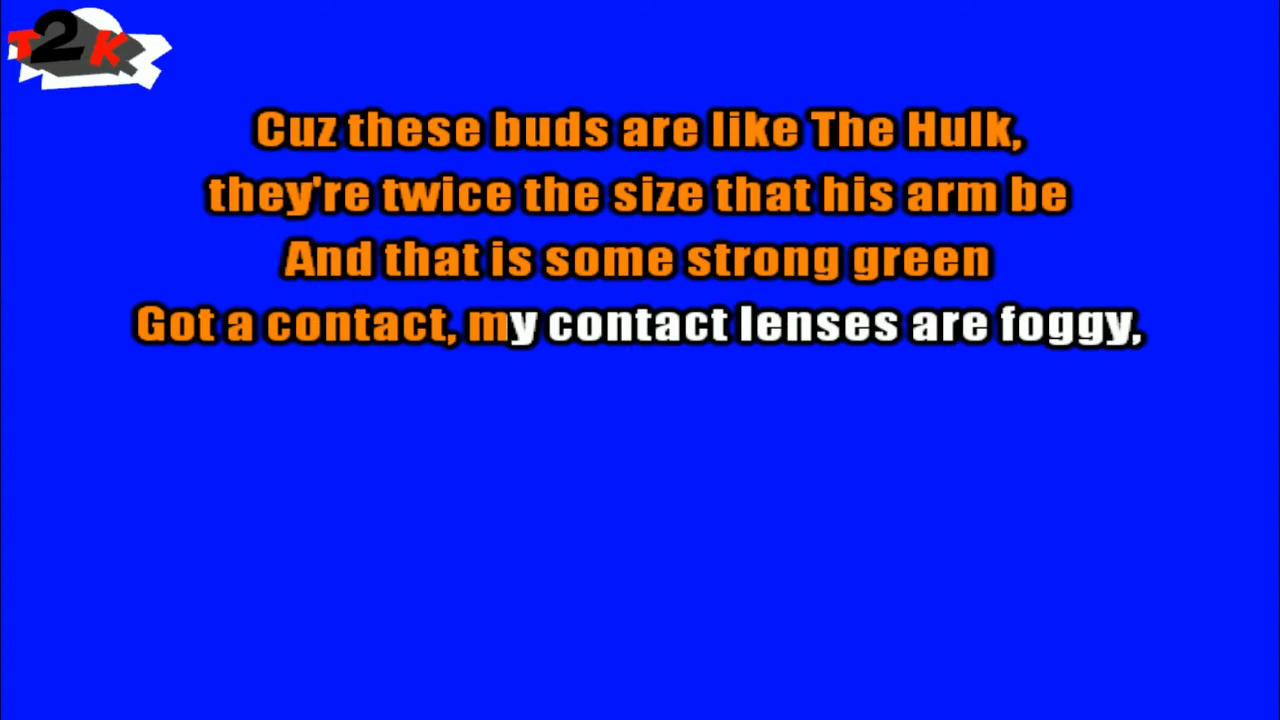 T2K
Cuz these buds are like The Hulk,
they're twice the size that his arm be
And that is some strong green
Got a contact, my contact lenses are foggy,